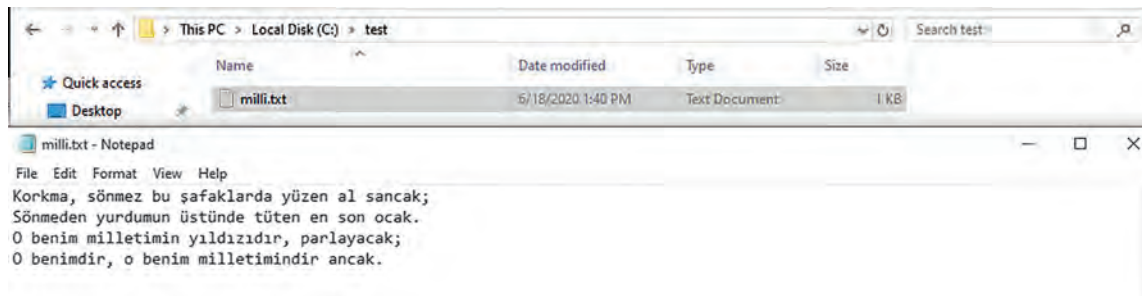 This PC > Local Disk (C:) > test
Search test
Name Date modified Type Size
Quick access
Desktop
milli.txt 6/18/2020 1:40 PM Text Document 1 KB
milli.txt - Notepad
File Edit Format View Help
Korkma, sönmez bu şafaklarda yüzen al sancak;
Sönmeden yurdumun üstünde tüten en son ocak.
O benim milletimin yıldızıdır, parlayacak;
O benimdir, o benim milletimindir ancak.